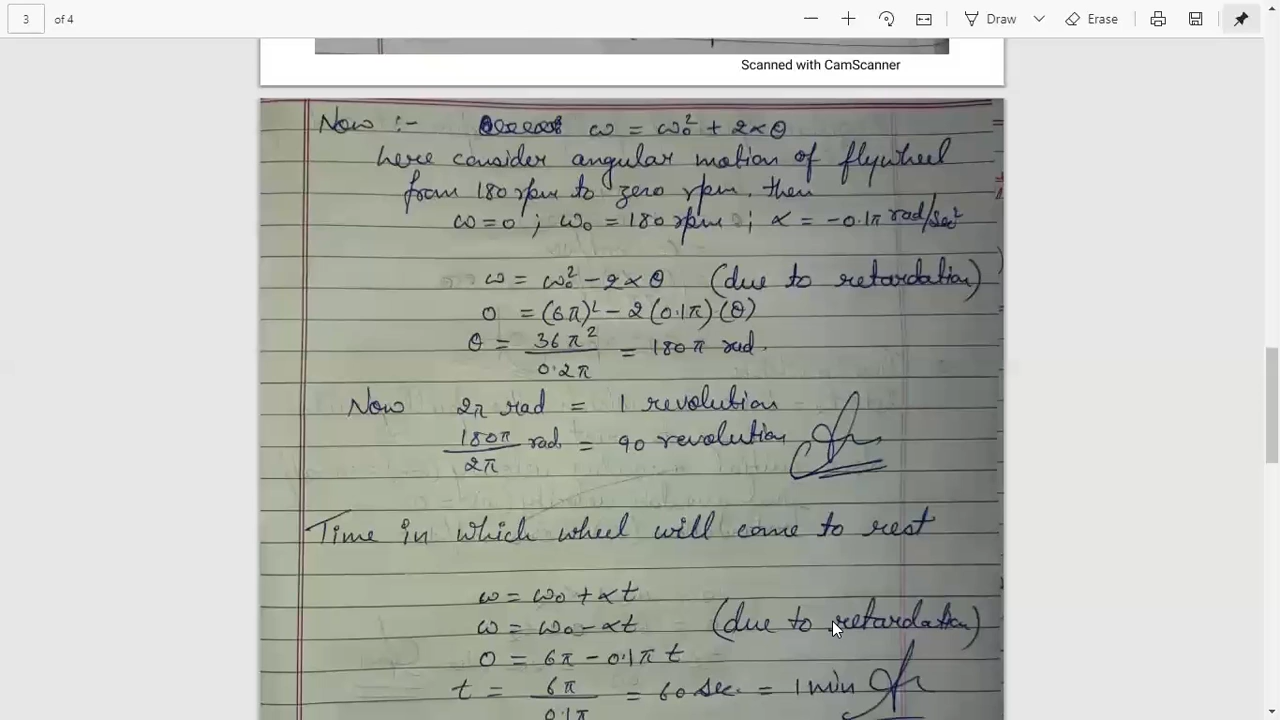 3 of 4 Draw Erase
Scanned with CamScanner
Now :- ω = ω₀² + 2αθ
here consider angular motion of flywheel
from 180 rpm to zero rpm, then
ω = 0 ; ω₀ = 180 rpm ; α = -0.1π rad/sec²
ω = ω₀² - 2αθ (due to retardation)
0 = (6π)² - 2(0.1π)(θ)
θ = 36π² / 0.2π = 180π rad.
Now 2π rad = 1 revolution
180π / 2π rad = 90 revolution
Time in which wheel will come to rest
ω = ω₀ + αt
ω = ω₀ - αt (due to retardation)
0 = 6π - 0.1π t
t = 6π / 0.1π = 60 sec. = 1 min